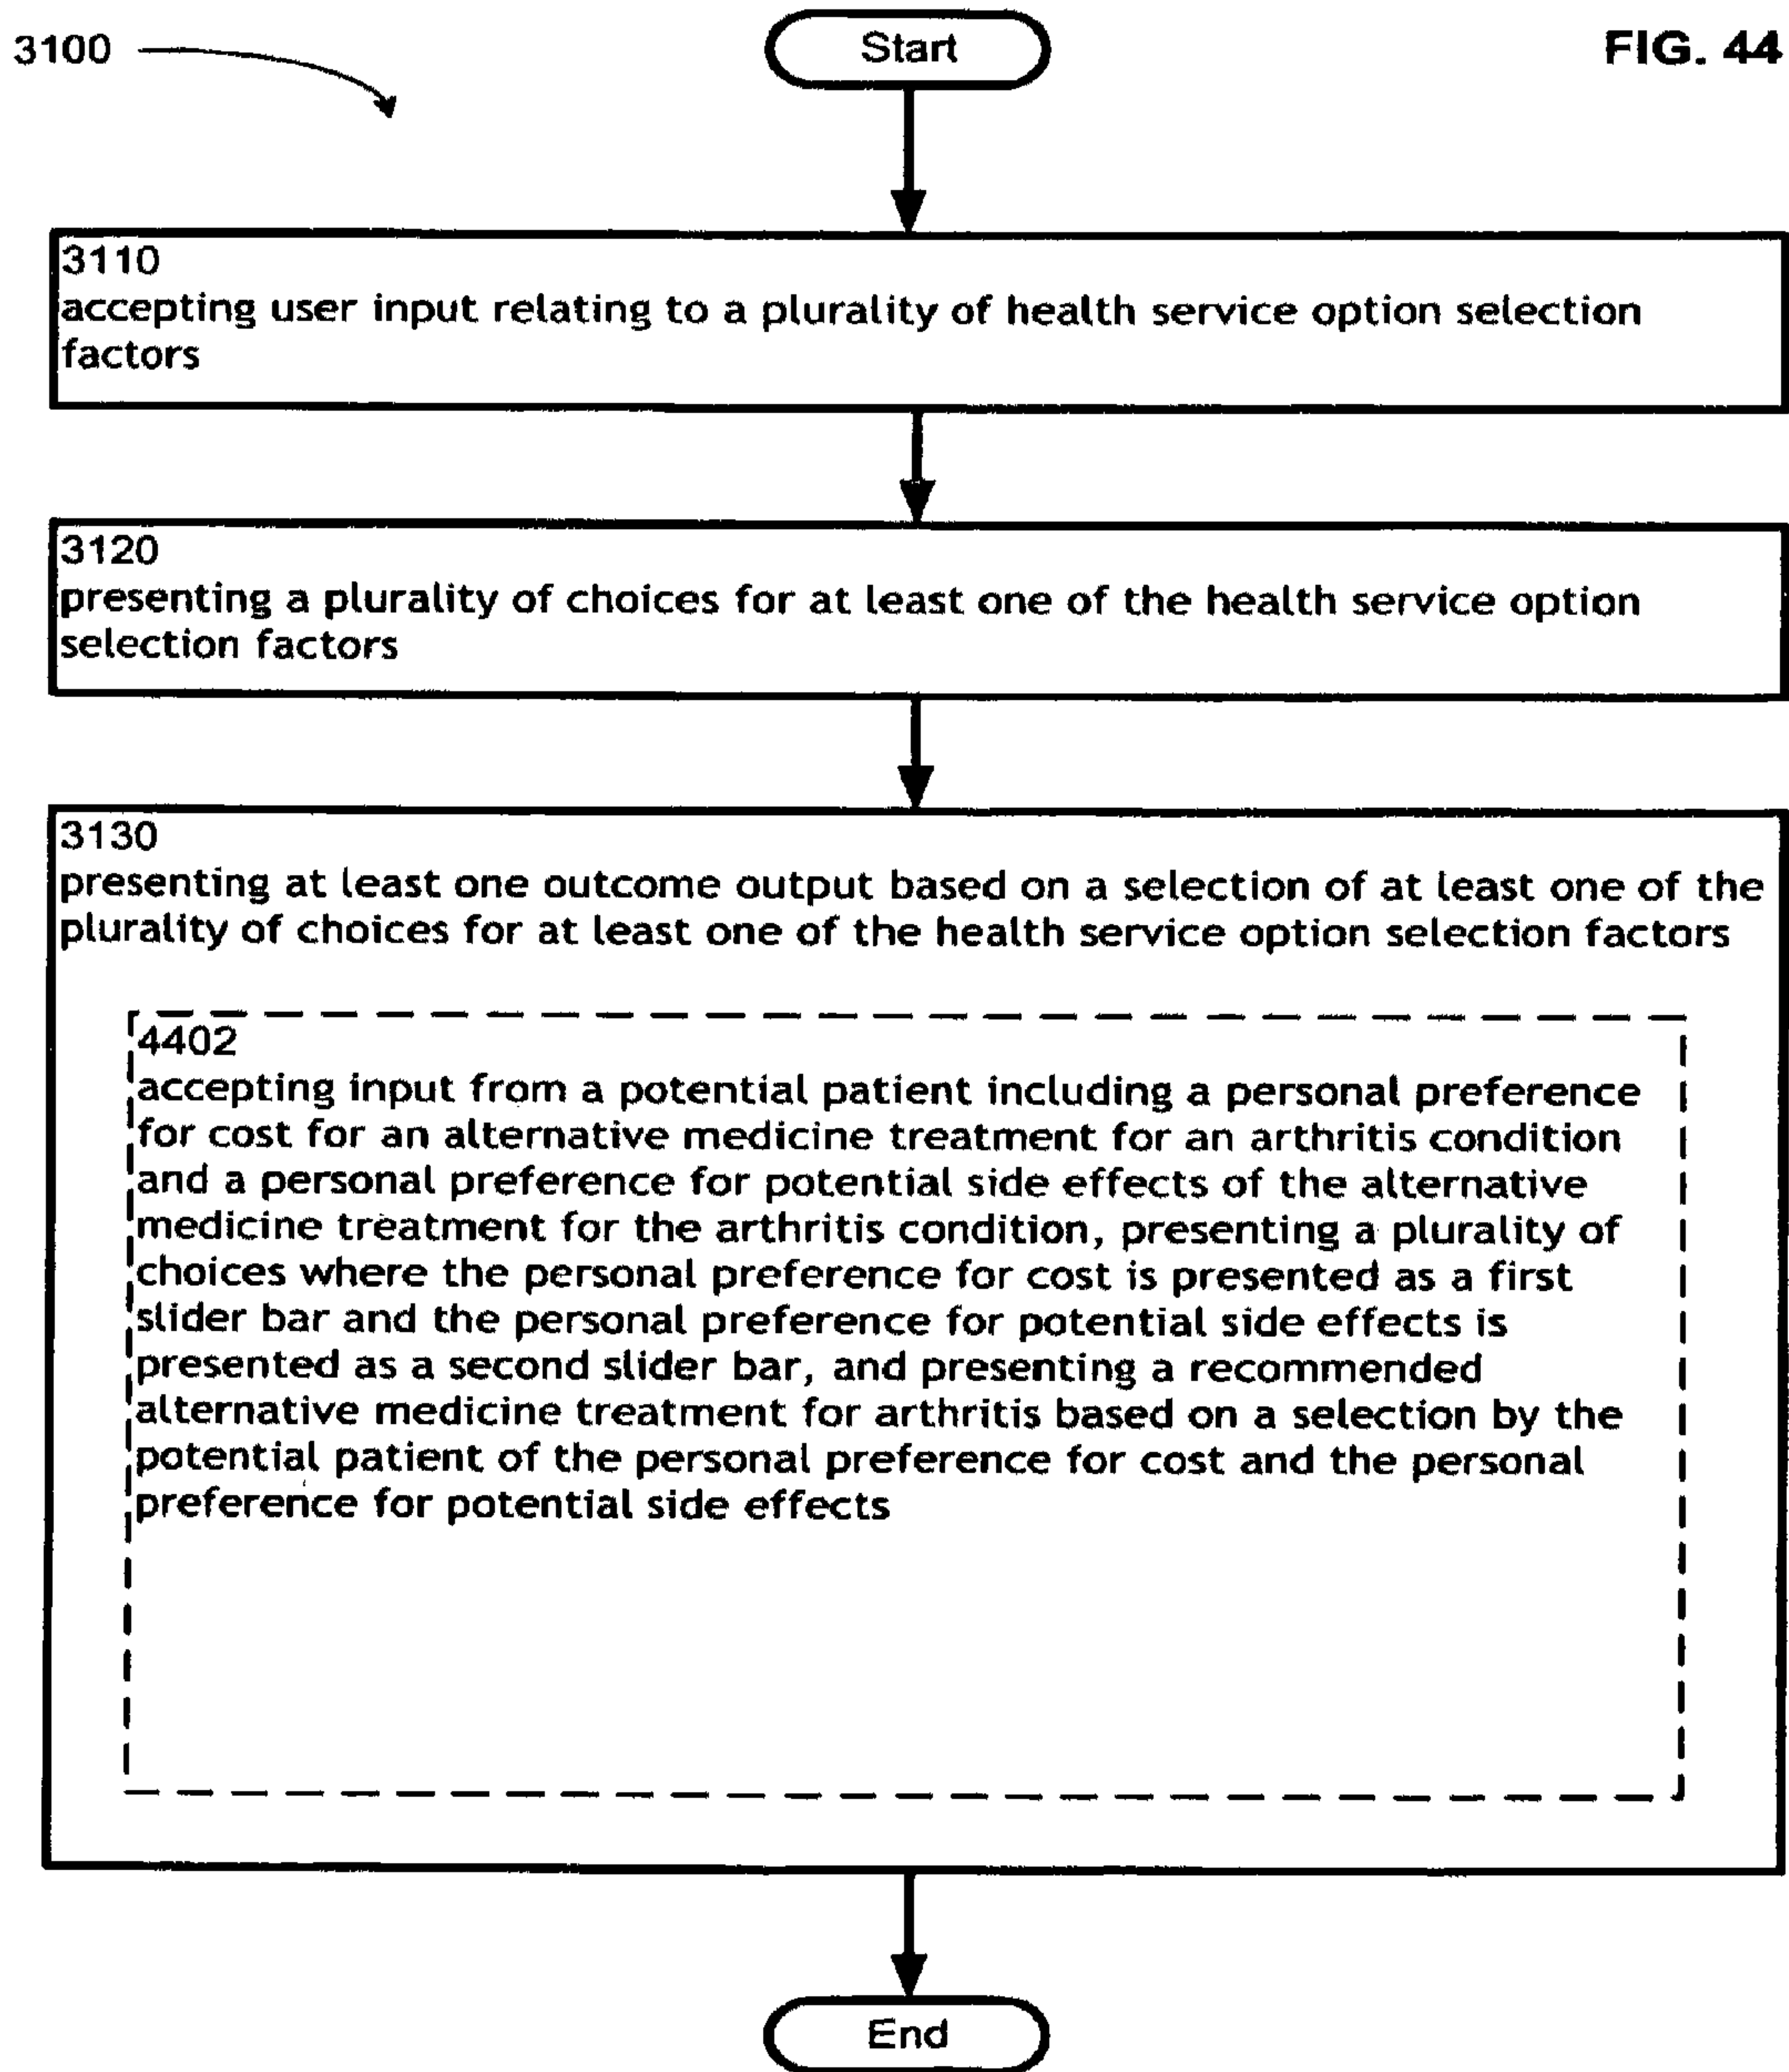 3100
Start
FIG. 44
3110
accepting user input relating to a plurality of health service option selection
factors
3120
presenting a plurality of choices for at least one of the health service option
selection factors
3130
presenting at least one outcome output based on a selection of at least one of the
plurality of choices for at least one of the health service option selection factors
4402
accepting input from a potential patient including a personal preference
for cost for an alternative medicine treatment for an arthritis condition
and a personal preference for potential side effects of the alternative
medicine treatment for the arthritis condition, presenting a plurality of
choices where the personal preference for cost is presented as a first
slider bar and the personal preference for potential side effects is
presented as a second slider bar, and presenting a recommended
alternative medicine treatment for arthritis based on a selection by the
potential patient of the personal preference for cost and the personal
preference for potential side effects
End